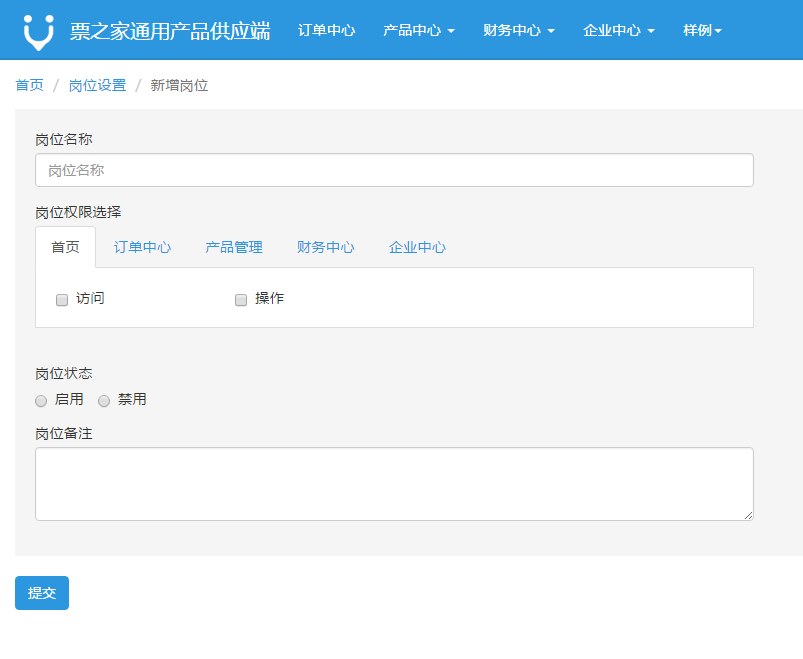 票之家通用产品供应端 订单中心 产品中心 财务中心 企业中心 样例
首页 / 岗位设置 / 新增岗位
岗位名称
岗位名称
岗位权限选择
首页 订单中心 产品管理 财务中心 企业中心
访问 操作
岗位状态
启用 禁用
岗位备注
提交